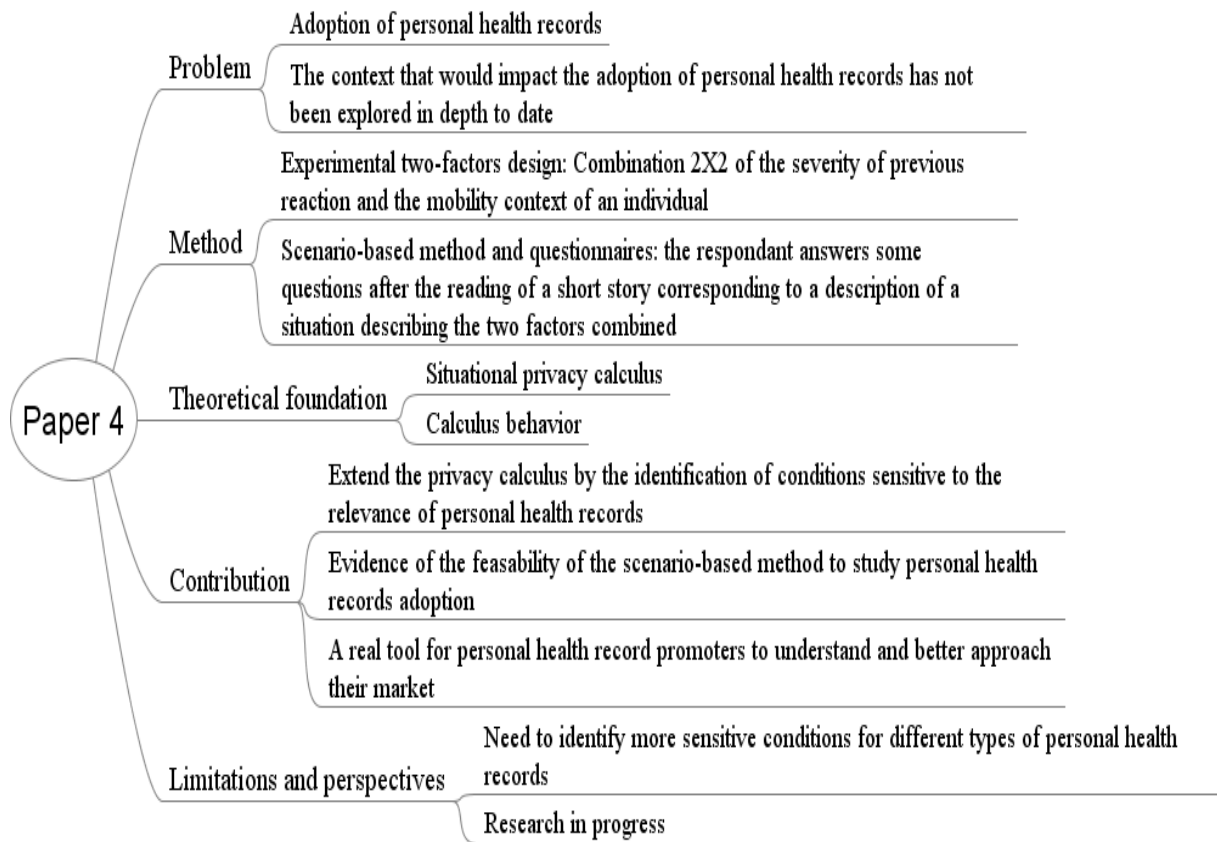 Adoption of personal health records
Problem
The context that would impact the adoption of personal health records has not
been explored in depth to date
Experimental two-factors design: Combination 2X2 of the severity of previous
reaction and the mobility context of an individual
Method
Scenario-based method and questionnaires: the respondant answers some
questions after the reading of a short story corresponding to a description of a
situation describing the two factors combined
Paper 4
Situational privacy calculus
Theoretical foundation
Calculus behavior
Extend the privacy calculus by the identification of conditions sensitive to the
relevance of personal health records
Contribution
Evidence of the feasability of the scenario-based method to study personal health
records adoption
A real tool for personal health record promoters to understand and better approach
their market
Need to identify more sensitive conditions for different types of personal health
records
Limitations and perspectives
Research in progress